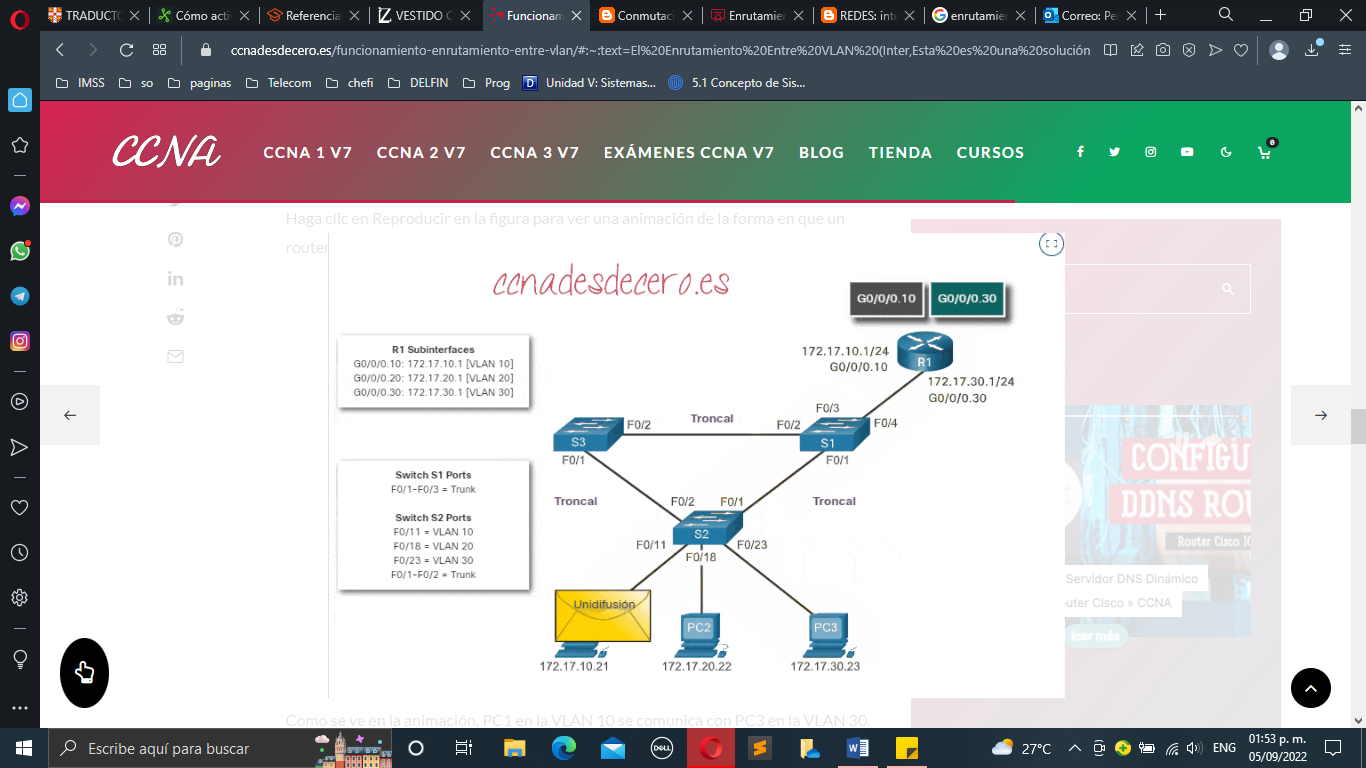 TRADUCTO
Cómo activ
Referencia
VESTIDO C
Funcionam
Conmutaci
Enrutamier
REDES: inte
enrutamier
Correo: Per
ccnadesdecero.es/funcionamiento-enrutamiento-entre-vlan/#:~:text=El%20Enrutamiento%20Entre%20VLAN%20(Inter,Esta%20es%20una%20solución
IMSS
so
paginas
Telecom
chefi
DELFIN
Prog
Unidad V: Sistemas...
5.1 Concepto de Sis...
CCNA
CCNA 1 V7
CCNA 2 V7
CCNA 3 V7
EXÁMENES CCNA V7
BLOG
TIENDA
CURSOS
0
Haga clic en Reproducir en la figura para ver una animación de la forma en que un
router
ccnadesdecero.es
G0/0/0.10
G0/0/0.30
R1 Subinterfaces
G0/0/0.10: 172.17.10.1 [VLAN 10]
G0/0/0.20: 172.17.20.1 [VLAN 20]
G0/0/0.30: 172.17.30.1 [VLAN 30]
172.17.10.1/24
G0/0/0.10
R1
172.17.30.1/24
G0/0/0.30
S3
F0/2
Troncal
F0/2
F0/3
F0/4
S1
F0/1
F0/1
Switch S1 Ports
F0/1-F0/3 = Trunk
Switch S2 Ports
F0/11 = VLAN 10
F0/18 = VLAN 20
F0/23 = VLAN 30
F0/1-F0/2 = Trunk
Troncal
F0/2
F0/1
Troncal
S2
F0/11
F0/18
F0/23
Unidifusión
PC2
PC3
172.17.10.21
172.17.20.22
172.17.30.23
CONFIGU
DDNS ROU
Router Cisco IO
Servidor DNS Dinámico
uter Cisco » CCNA
leer más
Como se ve en la animación, PC1 en la VLAN 10 se comunica con PC3 en la VLAN 30.
Escribe aquí para buscar
DELL
27°C
ENG
01:53 p. m.
05/09/2022